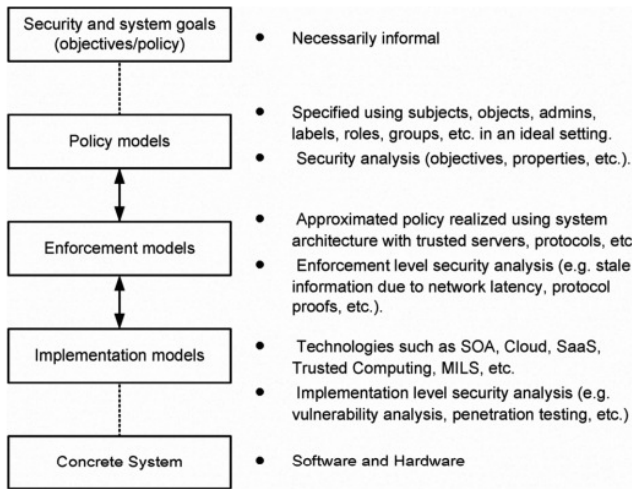 Security and system goals
(objectives/policy)
● Necessarily informal
Policy models
● Specified using subjects, objects, admins,
labels, roles, groups, etc. in an ideal setting.
● Security analysis (objectives, properties, etc.).
Enforcement models
● Approximated policy realized using system
architecture with trusted servers, protocols, etc
● Enforcement level security analysis (e.g. stale
information due to network latency, protocol
proofs, etc.).
Implementation models
● Technologies such as SOA, Cloud, SaaS,
Trusted Computing, MILS, etc.
● Implementation level security analysis (e.g.
vulnerability analysis, penetration testing, etc.)
Concrete System
● Software and Hardware